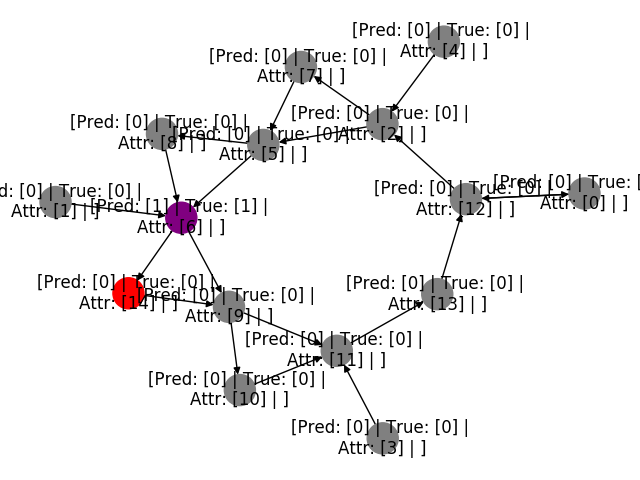 [Pred: [0] | True: [0] |
Attr: [4] | ]
[Pred: [0] | True: [0] |
Attr: [7] | ]
[Pred: [0] | True: [0] |
Attr: [2] | ]
[Pred: [0] | True: [0] |
Attr: [8] | ]
[Pred: [0] | True: [0] |
Attr: [5] | ]
d: [0] | True: [0] |
Attr: [1] | ]
[Pred: [1] | True: [1] |
Attr: [6] | ]
[Pred: [0] | True: [0] |
Attr: [12] | ]
[Pred: [0] | True: [
Attr: [0] | ]
[Pred: [0] | True: [0] |
Attr: [14] | ]
[Pred: [0] | True: [0] |
Attr: [9] | ]
[Pred: [0] | True: [0] |
Attr: [13] | ]
[Pred: [0] | True: [0] |
Attr: [11] | ]
[Pred: [0] | True: [0] |
Attr: [10] | ]
[Pred: [0] | True: [0] |
Attr: [3] | ]